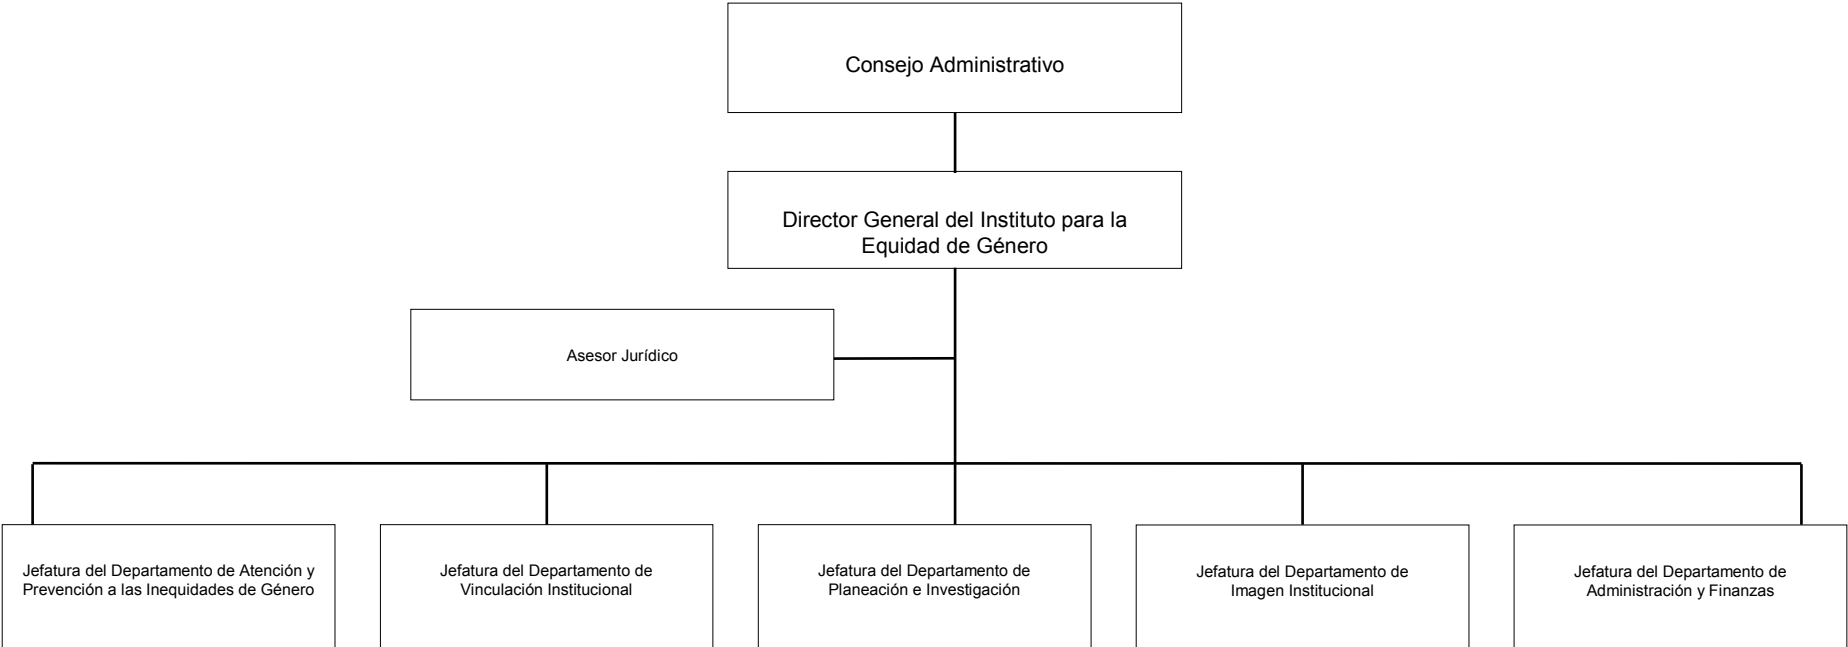 Consejo Administrativo
Director General del Instituto para la
Equidad de Género
Asesor Jurídico
Jefatura del Departamento de Atención y
Prevención a las Inequidades de Género
Jefatura del Departamento de
Vinculación Institucional
Jefatura del Departamento de
Planeación e Investigación
Jefatura del Departamento de
Imagen Institucional
Jefatura del Departamento de
Administración y Finanzas